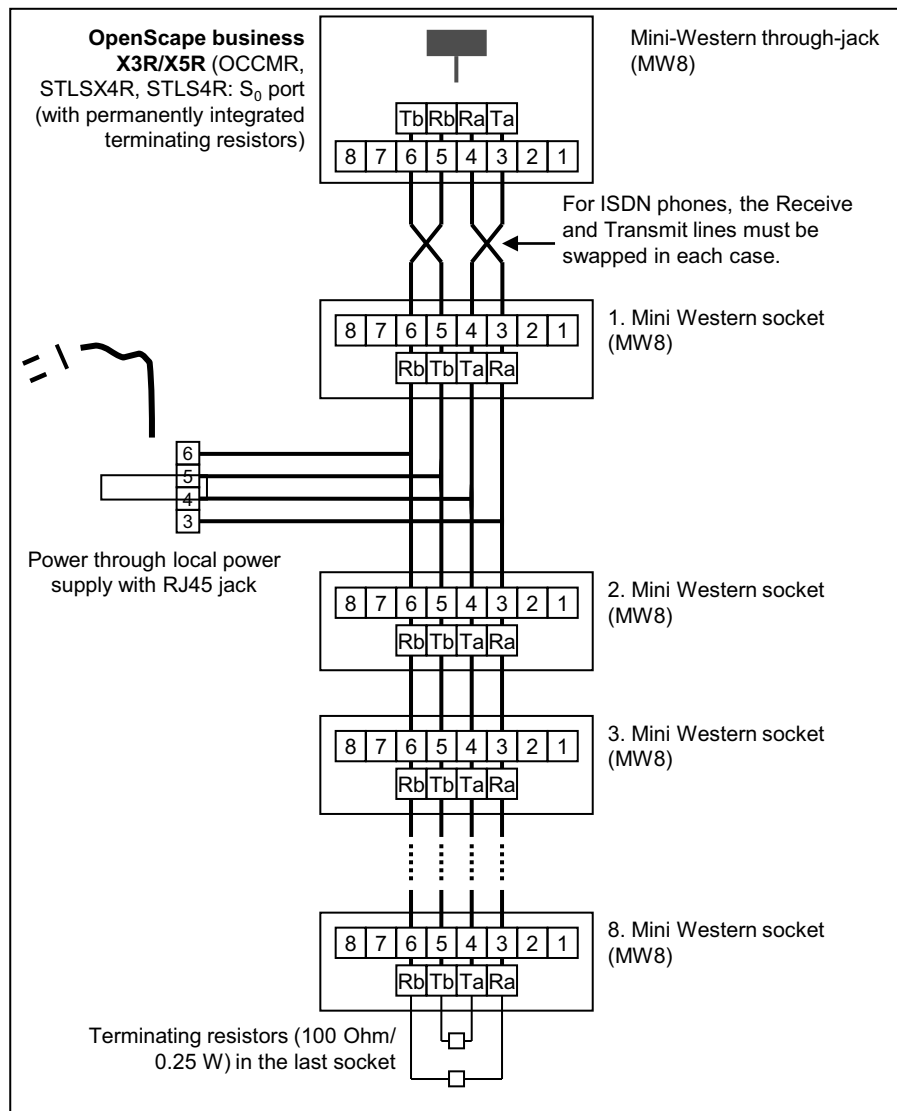 OpenScape business
X3R/X5R (OCCMR,
STLSX4R, STLS4R: S0 port
(with permanently integrated
terminating resistors)
Mini-Western through-jack
(MW8)
Tb Rb Ra Ta
8 7 6 5 4 3 2 1
For ISDN phones, the Receive
and Transmit lines must be
swapped in each case.
8 7 6 5 4 3 2 1
Rb Tb Ta Ra
1. Mini Western socket
(MW8)
6
5
4
3
Power through local power
supply with RJ45 jack
8 7 6 5 4 3 2 1
Rb Tb Ta Ra
2. Mini Western socket
(MW8)
8 7 6 5 4 3 2 1
Rb Tb Ta Ra
3. Mini Western socket
(MW8)
8 7 6 5 4 3 2 1
Rb Tb Ta Ra
8. Mini Western socket
(MW8)
Terminating resistors (100 Ohm/
0.25 W) in the last socket